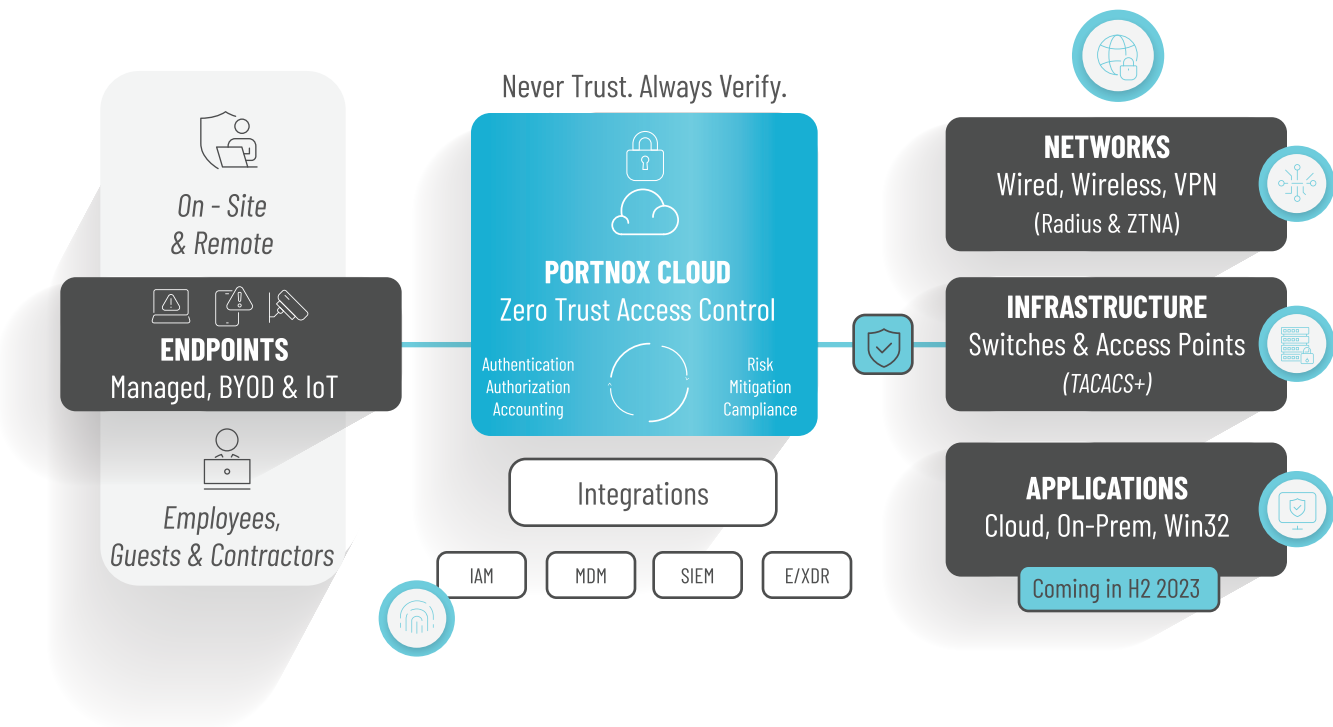 On - Site
& Remote
ENDPOINTS
Managed, BYOD & IoT
Employees,
Guests & Contractors
Never Trust. Always Verify.
PORTNOX CLOUD
Zero Trust Access Control
Authentication
Authorization
Accounting
Risk
Mitigation
Compliance
Integrations
IAM
MDM
SIEM
E/XDR
NETWORKS
Wired, Wireless, VPN
(Radius & ZTNA)
INFRASTRUCTURE
Switches & Access Points
(TACACS+)
APPLICATIONS
Cloud, On-Prem, Win32
Coming in H2 2023